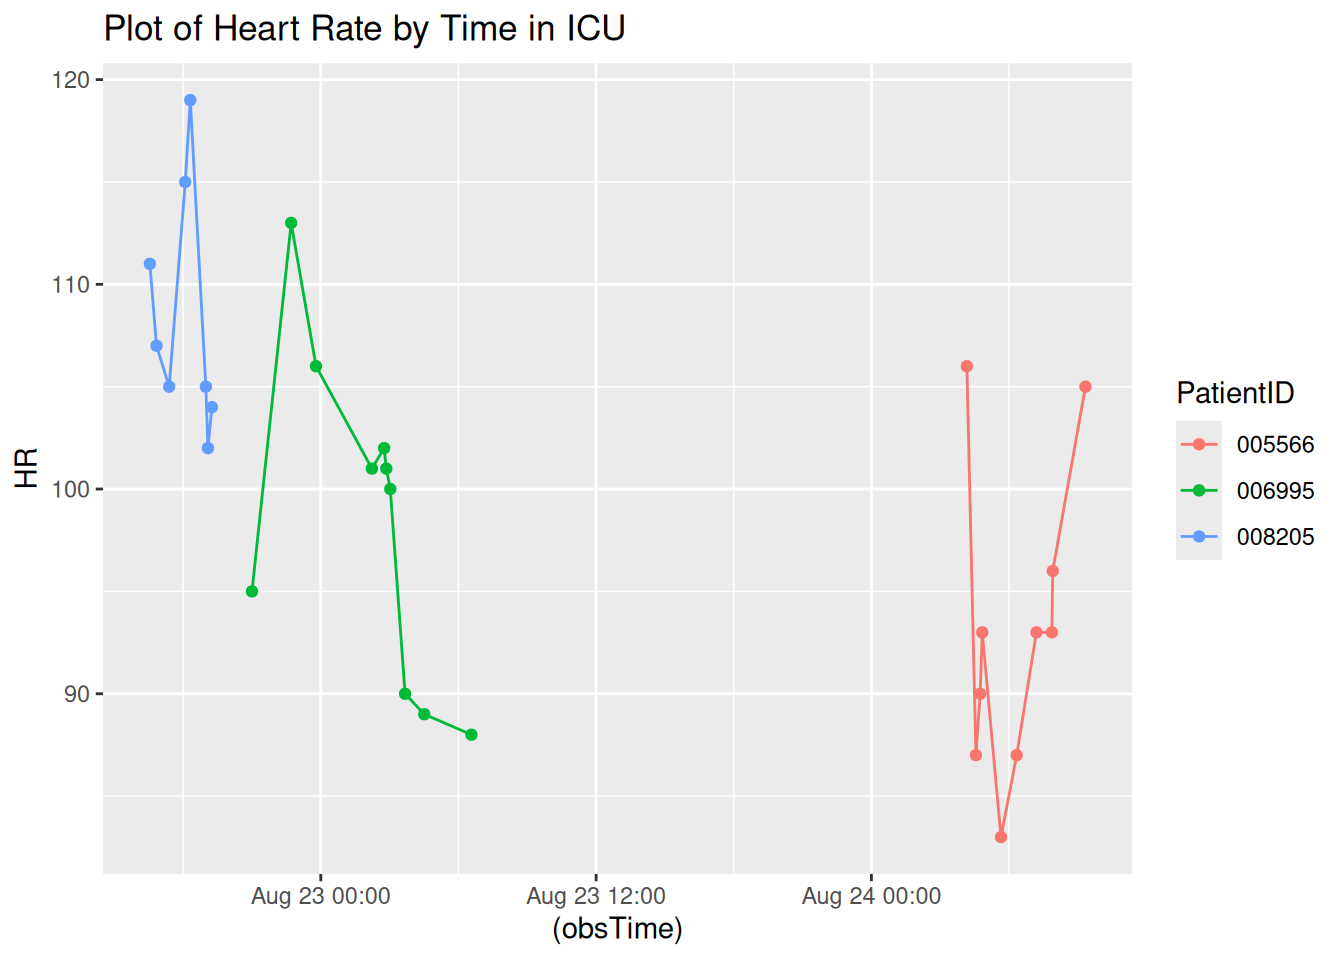 Plot of Heart Rate by Time in ICU
120
110
100
90
HR
Aug 23 00:00
Aug 23 12:00
Aug 24 00:00
(obsTime)
PatientID
005566
006995
008205